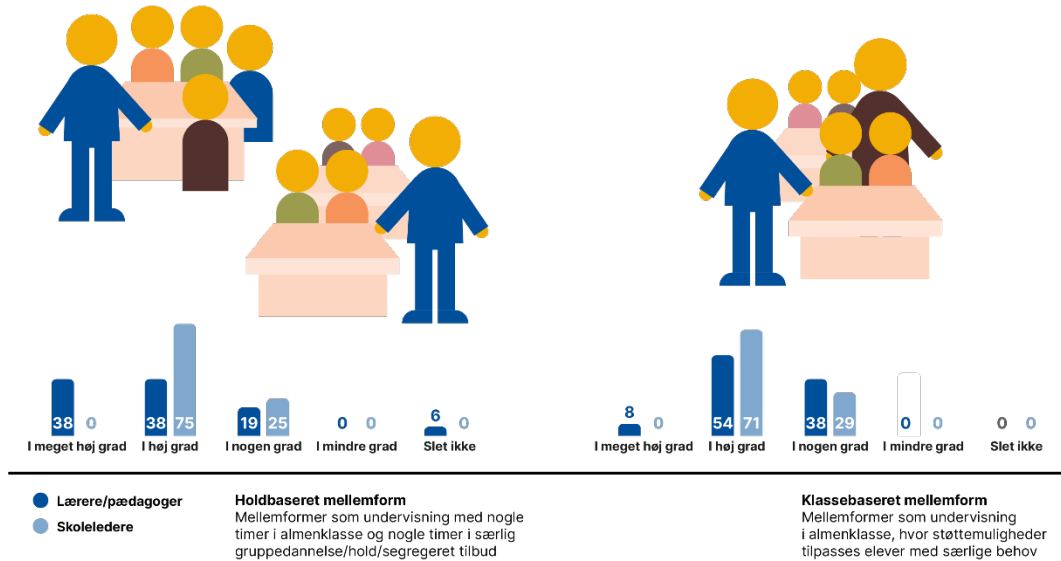 38 0 38 75 19 25 0 0 6 0
I meget høj grad I høj grad I nogen grad I mindre grad Slet ikke
8 0 54 71 38 29 0 0 0 0
I meget høj grad I høj grad I nogen grad I mindre grad Slet ikke
Lærere/pædagoger
Skoleledere
Holdbaseret mellemform
Mellemformer som undervisning med nogle
timer i almenklasse og nogle timer i særlig
gruppedannelse/hold/segregeret tilbud
Klassebaseret mellemform
Mellemformer som undervisning
i almenklasse, hvor støttemuligheder
tilpasses elever med særlige behov